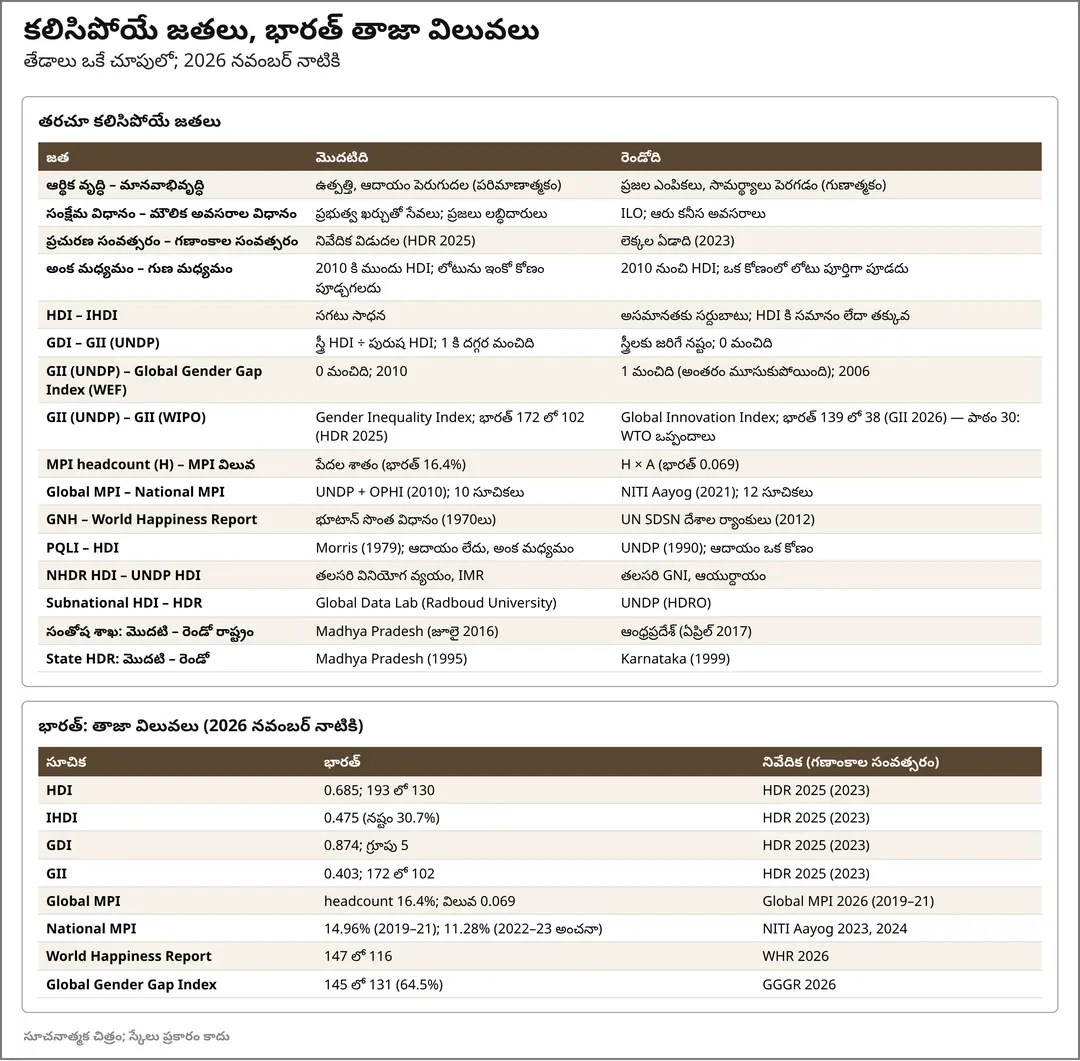 కలిసిపోయే జతలు, భారత్ తాజా విలువలు
తేడాలు ఒకే చూపులో; 2026 నవంబర్ నాటికి
తరచూ కలిసిపోయే జతలు
జత మొదటిది రెండోది
ఆర్థిక వృద్ధి – మానవాభివృద్ధి ఉత్పత్తి, ఆదాయం పెరుగుదల (పరిమాణాత్మకం) ప్రజల ఎంపికలు, సామర్థ్యాలు పెరగడం (గుణాత్మకం)
సంక్షేమ విధానం – మౌలిక అవసరాల విధానం ప్రభుత్వ ఖర్చుతో సేవలు; ప్రజలు లబ్ధిదారులు ILO; ఆరు కనీస అవసరాలు
ప్రచురణ సంవత్సరం – గణాంకాల సంవత్సరం నివేదిక విడుదల (HDR 2025) లెక్కల ఏడాది (2023)
అంక మధ్యమం – గుణ మధ్యమం 2010 కి ముందు HDI; లోటును ఇంకో కోణం 2010 నుంచి HDI; ఒక కోణంలో లోటు పూర్తిగా పూడదు
పూడ్చగలదు
HDI – IHDI సగటు సాధన అసమానతకు సర్దుబాటు; HDI కి సమానం లేదా తక్కువ
GDI – GII (UNDP) స్త్రీ HDI ÷ పురుష HDI; 1 కి దగ్గర మంచిది స్త్రీలకు జరిగే నష్టం; 0 మంచిది
GII (UNDP) – Global Gender Gap 0 మంచిది; 2010 1 మంచిది (అంతరం మూసుకుపోయింది); 2006
Index (WEF)
GII (UNDP) – GII (WIPO) Gender Inequality Index; భారత్ 172 లో 102 Global Innovation Index; భారత్ 139 లో 38 (GII 2026) — పాఠం 30:
(HDR 2025) WTO ఒప్పందాలు
MPI headcount (H) – MPI విలువ పేదల శాతం (భారత్ 16.4%) H × A (భారత్ 0.069)
Global MPI – National MPI UNDP + OPHI (2010); 10 సూచికలు NITI Aayog (2021); 12 సూచికలు
GNH – World Happiness Report భూటాన్ సొంత విధానం (1970లు) UN SDSN దేశాల ర్యాంకులు (2012)
PQLI – HDI Morris (1979); ఆదాయం లేదు, అంక మధ్యమం UNDP (1990); ఆదాయం ఒక కోణం
NHDR HDI – UNDP HDI తలసరి వినియోగ వ్యయం, IMR తలసరి GNI, ఆయుర్దాయం
Subnational HDI – HDR Global Data Lab (Radboud University) UNDP (HDRO)
సంతోష శాఖ: మొదటి – రెండో రాష్ట్రం Madhya Pradesh (జూలై 2016) ఆంధ్రప్రదేశ్ (ఏప్రిల్ 2017)
State HDR: మొదటి – రెండో Madhya Pradesh (1995) Karnataka (1999)
భారత్: తాజా విలువలు (2026 నవంబర్ నాటికి)
సూచిక భారత్ నివేదిక (గణాంకాల సంవత్సరం)
HDI 0.685; 193 లో 130 HDR 2025 (2023)
IHDI 0.475 (నష్టం 30.7%) HDR 2025 (2023)
GDI 0.874; గ్రూపు 5 HDR 2025 (2023)
GII 0.403; 172 లో 102 HDR 2025 (2023)
Global MPI headcount 16.4%; విలువ 0.069 Global MPI 2026 (2019–21)
National MPI 14.96% (2019–21); 11.28% (2022–23 అంచనా) NITI Aayog 2023, 2024
World Happiness Report 147 లో 116 WHR 2026
Global Gender Gap Index 145 లో 131 (64.5%) GGGR 2026
సూచనాత్మక చిత్రం; స్కేలు ప్రకారం కాదు